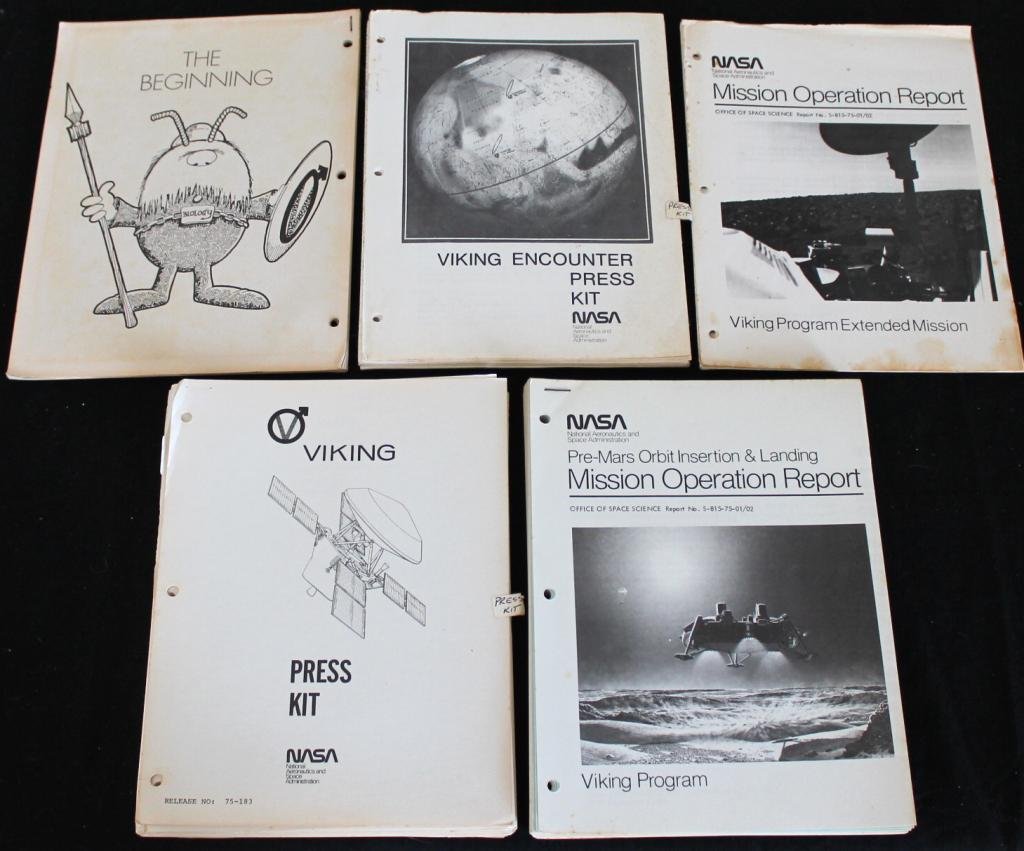 THE
BEGINNING
BIOLOGY
VIKING ENCOUNTER
PRESS
KIT
NASA
National
Aeronautics and
Space
Administration
PRESS
KIT
NASA
National Aeronautics and
Space Administration
Mission Operation Report
OFFICE OF SPACE SCIENCE Report No. S-815-75-01/02
Viking Program Extended Mission
VIKING
PRESS
KIT
NASA
National
Aeronautics and
Space
Administration
RELEASE NO: 75-183
PRESS
KIT
NASA
National Aeronautics and
Space Administration
Pre-Mars Orbit Insertion & Landing
Mission Operation Report
OFFICE OF SPACE SCIENCE Report No. S-815-75-01/02
Viking Program